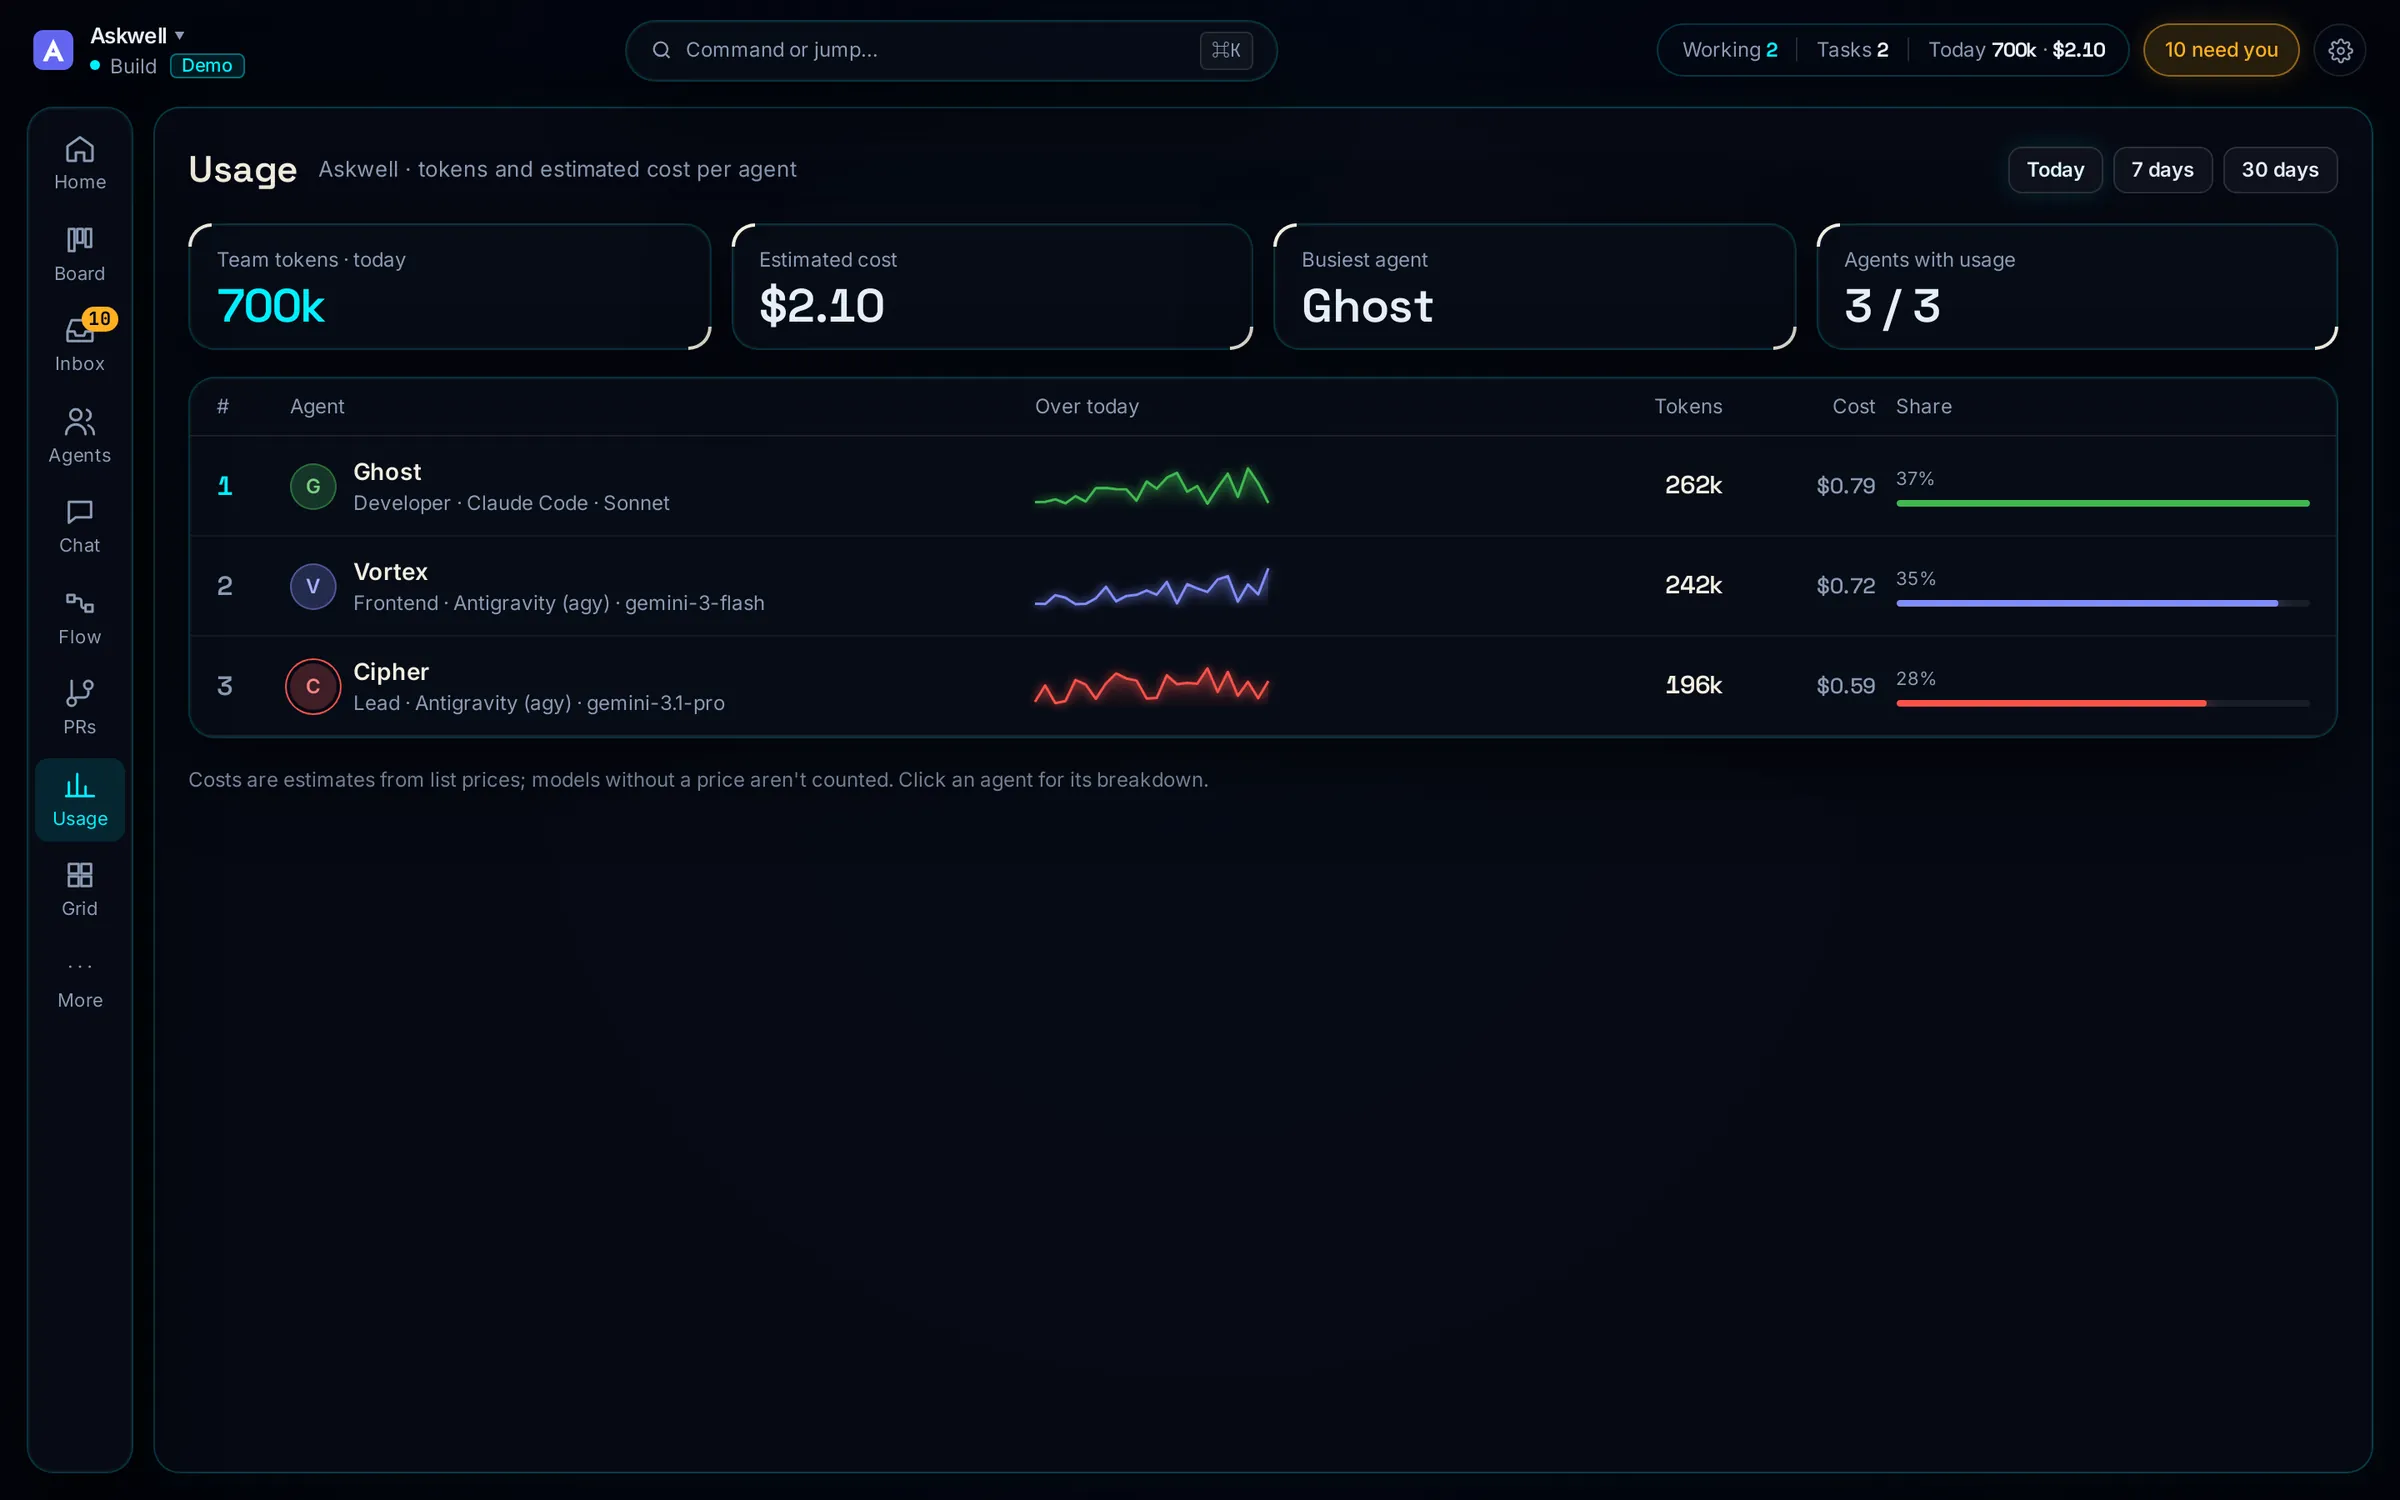 Askwell ▾
Build Demo
Command or jump... ⌘K
Working 2 Tasks 2 Today 700k · $2.10
10 need you
Home
Board
10
Inbox
Agents
Chat
Flow
PRs
Usage
Grid
More
Usage Askwell · tokens and estimated cost per agent
Today 7 days 30 days
Team tokens · today
700k
Estimated cost
$2.10
Busiest agent
Ghost
Agents with usage
3 / 3
# Agent Over today Tokens Cost Share
1 G Ghost 262k $0.79 37%
Developer · Claude Code · Sonnet
2 V Vortex 242k $0.72 35%
Frontend · Antigravity (agy) · gemini-3-flash
3 C Cipher 196k $0.59 28%
Lead · Antigravity (agy) · gemini-3.1-pro
Costs are estimates from list prices; models without a price aren't counted. Click an agent for its breakdown.